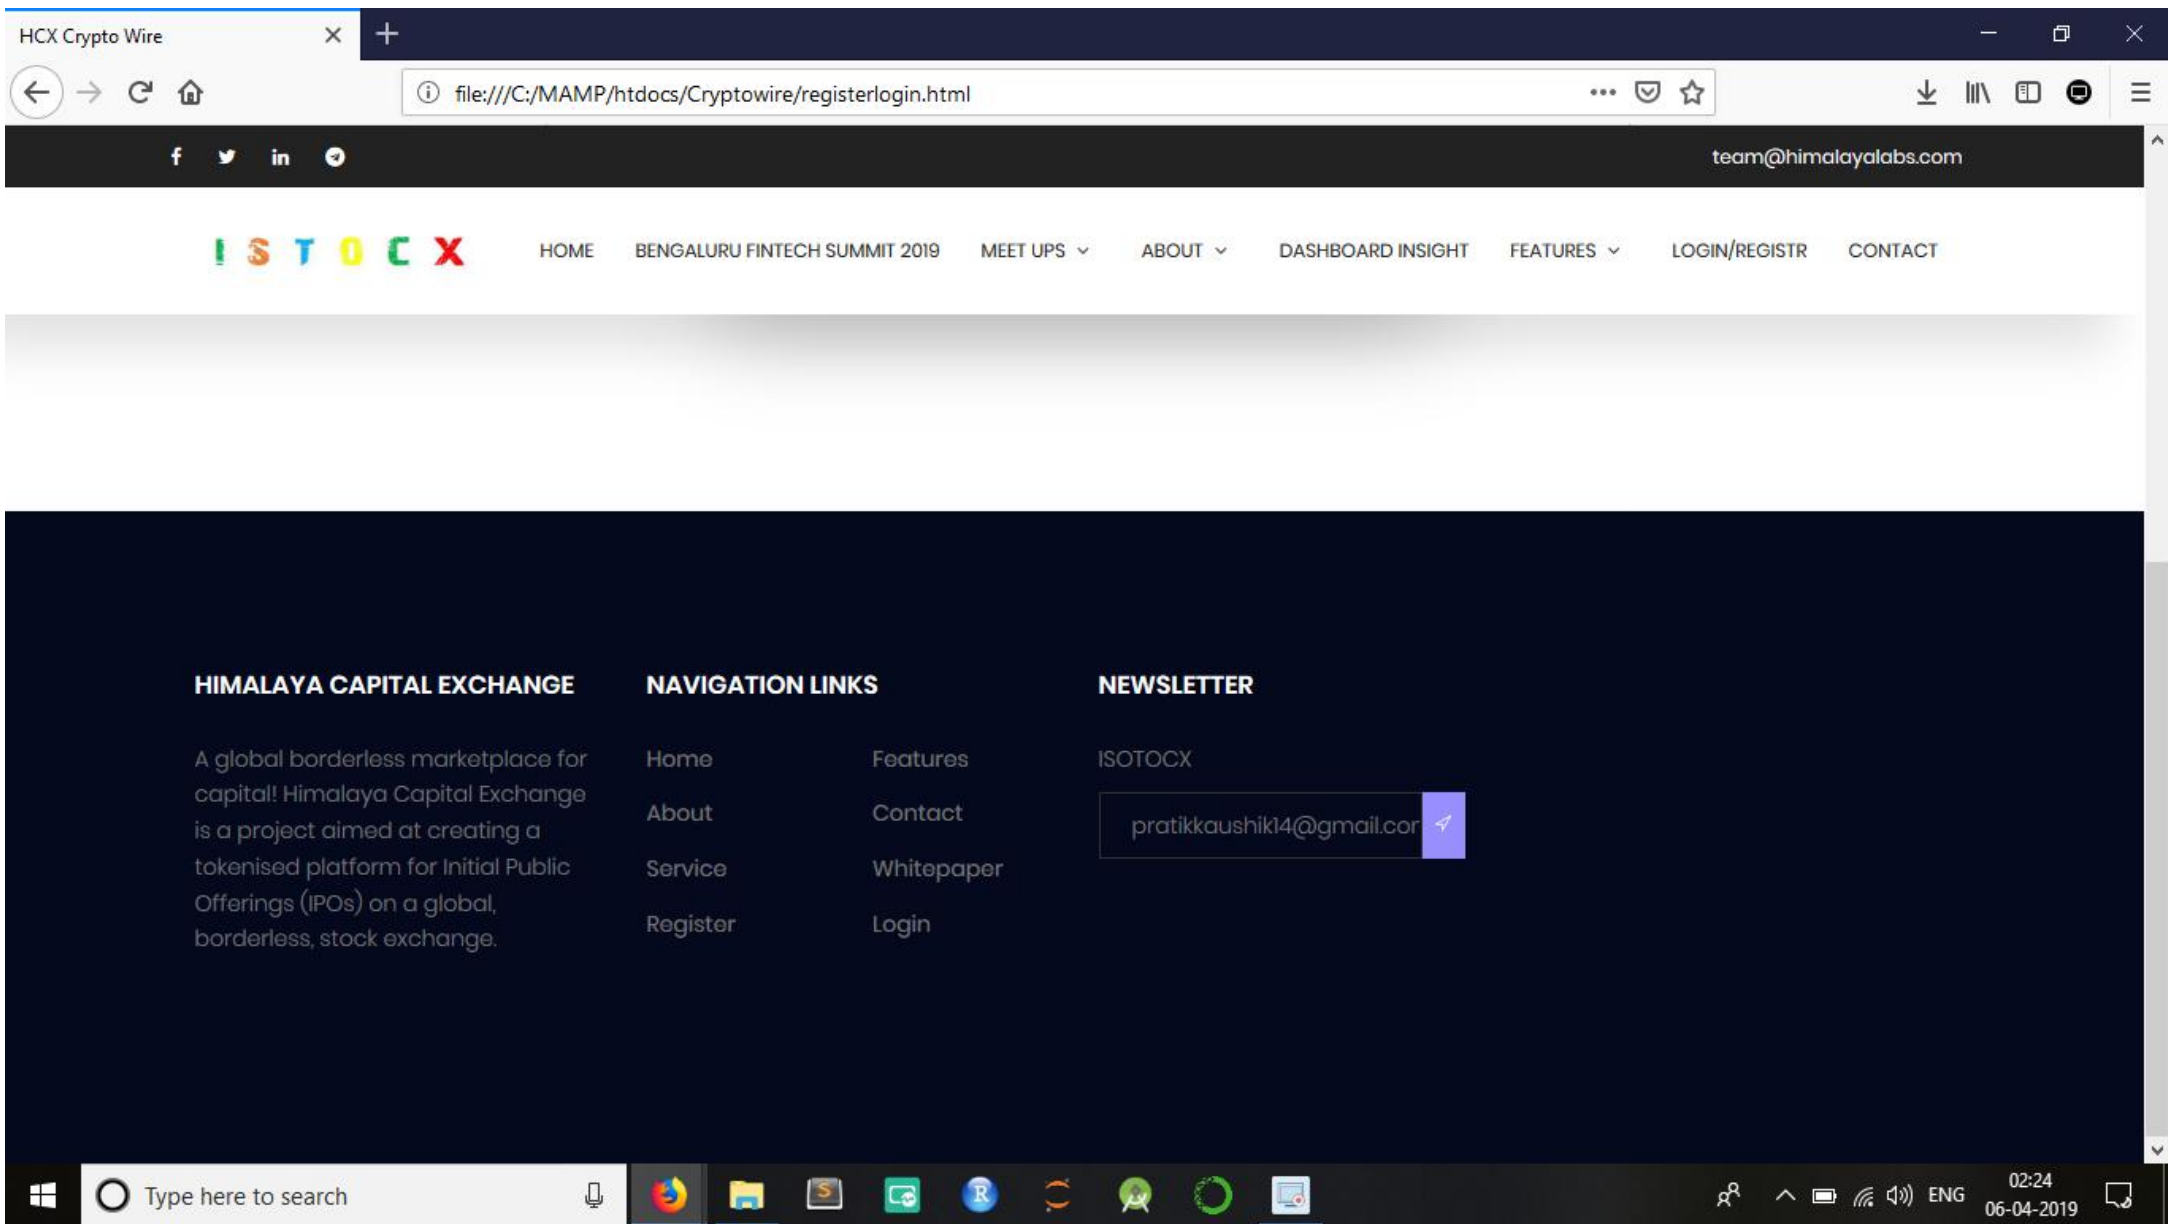 HCX Crypto Wire
file:///C:/MAMP/htdocs/Cryptowire/registerlogin.html
f in
team@himalayalabs.com
ISTOCX
HOME BENGALURU FINTECH SUMMIT 2019 MEET UPS ABOUT DASHBOARD INSIGHT FEATURES LOGIN/REGISTR CONTACT
HIMALAYA CAPITAL EXCHANGE
A global borderless marketplace for
capital! Himalaya Capital Exchange
is a project aimed at creating a
tokenised platform for Initial Public
Offerings (IPOs) on a global,
borderless, stock exchange.
NAVIGATION LINKS
Home
About
Service
Register
Features
Contact
Whitepaper
Login
NEWSLETTER
ISOTOCX
pratikkaushik14@gmail.cor
Type here to search
S
R
ENG
02:24
06-04-2019